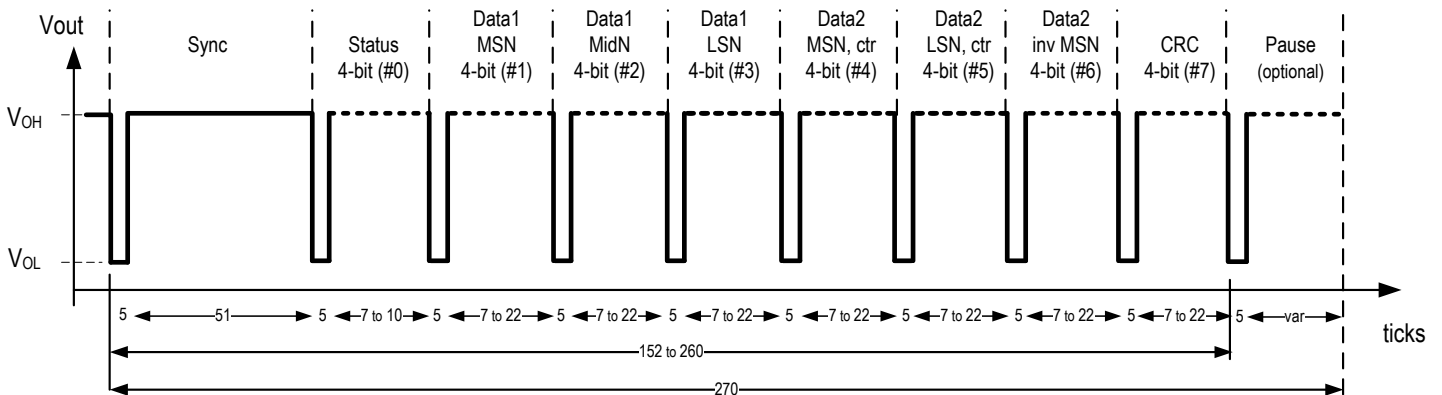 Vout
Sync
Status
4-bit (#0)
Data1
MSN
4-bit (#1)
Data1
MidN
4-bit (#2)
Data1
LSN
4-bit (#3)
Data2
MSN, ctr
4-bit (#4)
Data2
LSN, ctr
4-bit (#5)
Data2
inv MSN
4-bit (#6)
CRC
4-bit (#7)
Pause
(optional)
VOH
VOL
5 51 5 7 to 10 5 7 to 22 5 7 to 22 5 7 to 22 5 7 to 22 5 7 to 22 5 7 to 22 5 7 to 22 5 var
ticks
152 to 260
270